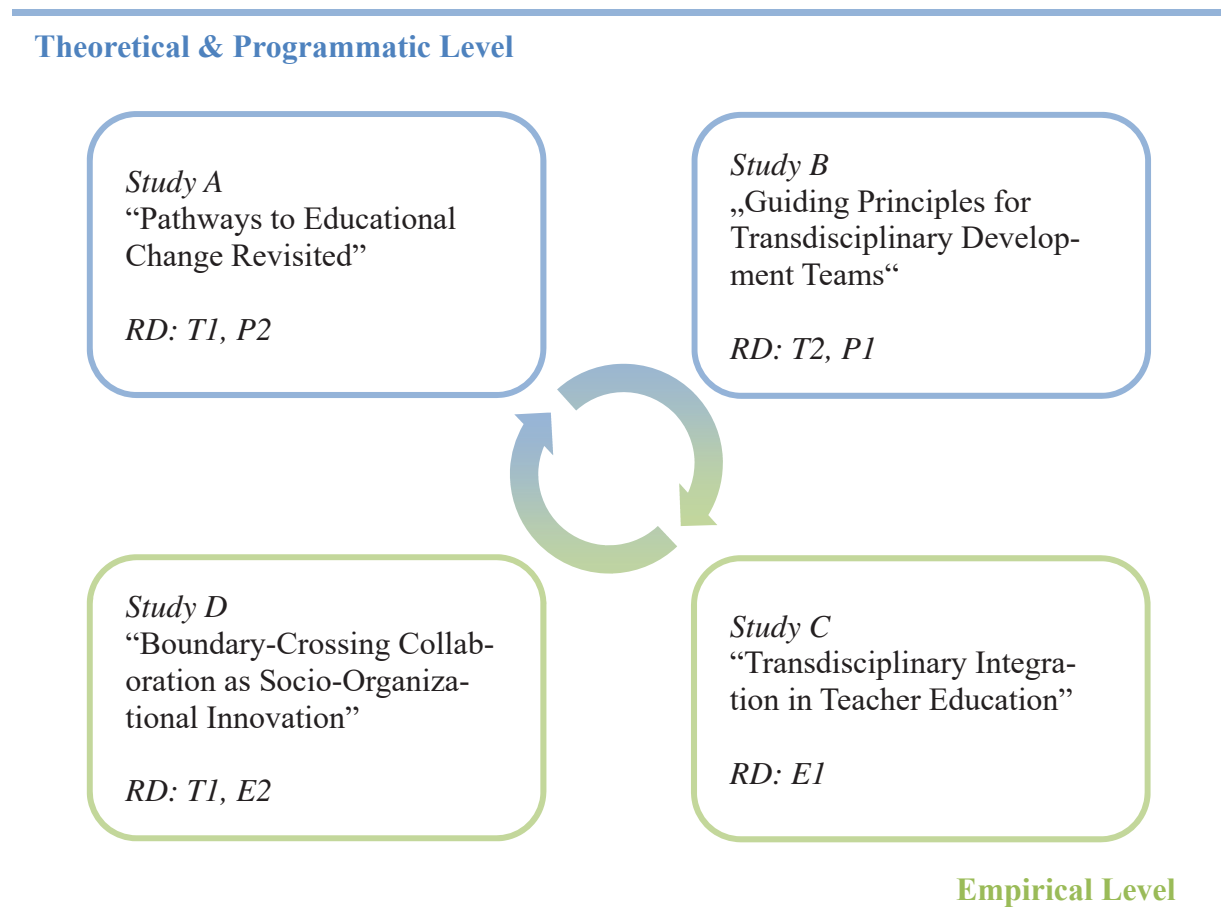 Theoretical & Programmatic Level
Study A
“Pathways to Educational
Change Revisited”
RD: T1, P2
Study B
„Guiding Principles for
Transdisciplinary Develop-
ment Teams“
RD: T2, P1
Study D
“Boundary-Crossing Collab-
oration as Socio-Organiza-
tional Innovation”
RD: T1, E2
Study C
“Transdisciplinary Integra-
tion in Teacher Education”
RD: E1
Empirical Level